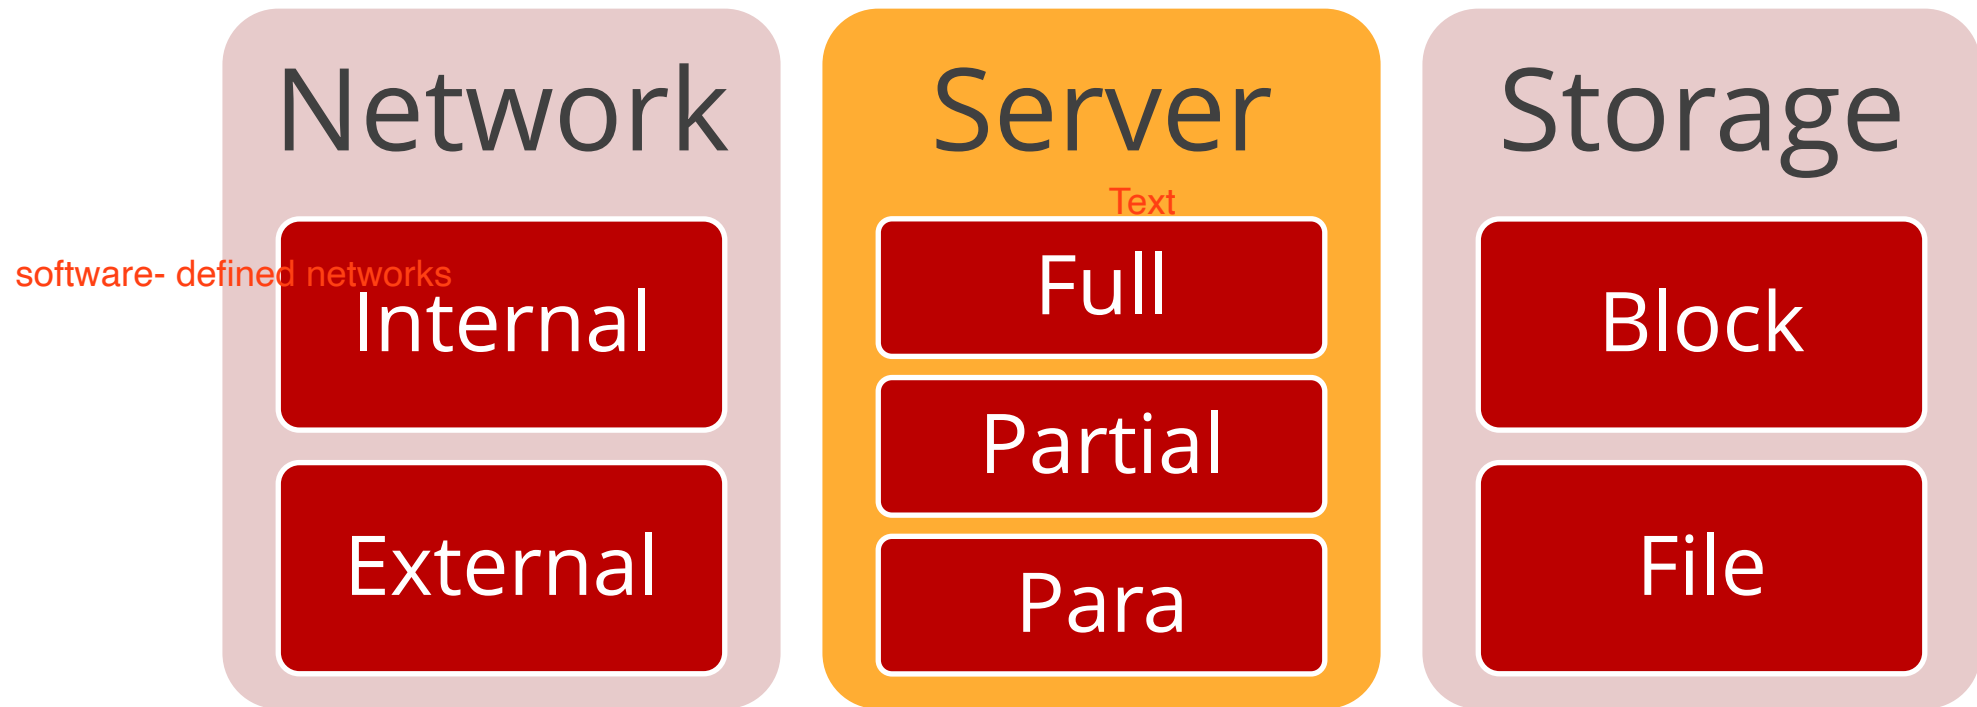 Network
software- defined networks
Internal
External
Server
Text
Full
Partial
Para
Storage
Block
File